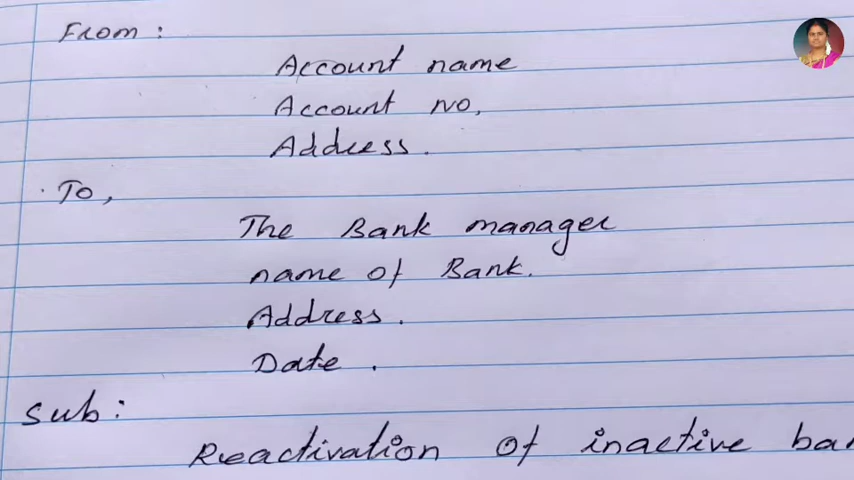 From :
Account name
Account no,
Address.
To,
The Bank manager
name of Bank.
Address.
Date .
Sub:
Reactivation of inactive